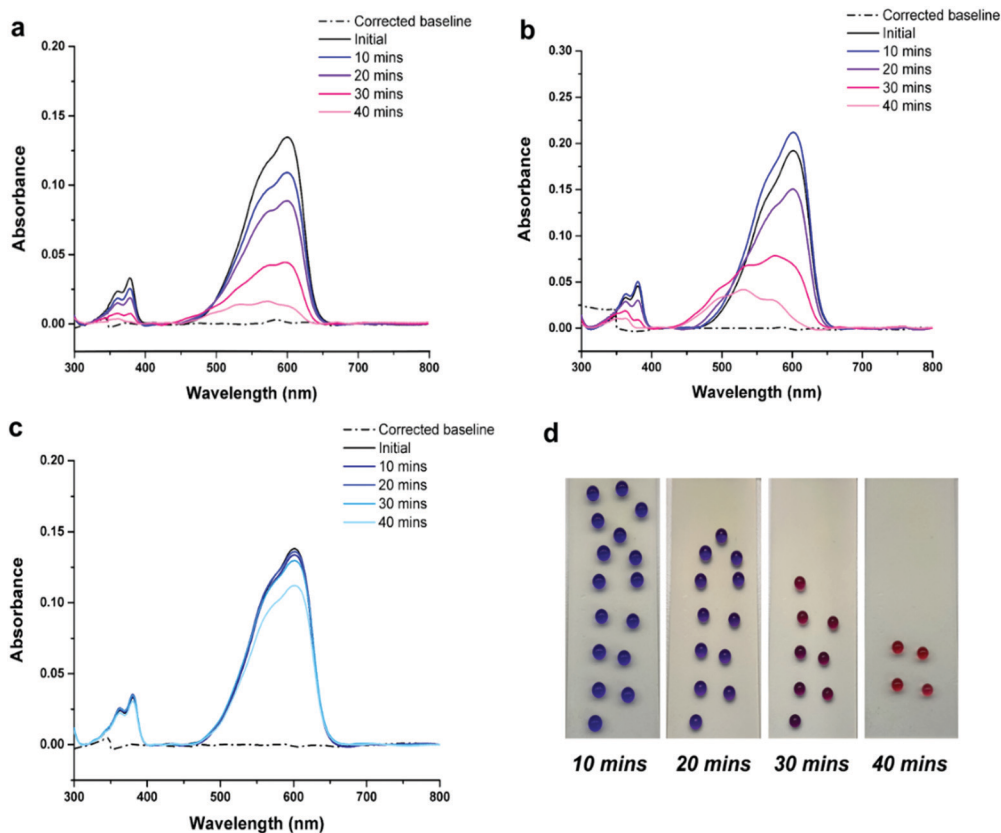 a
Corrected baseline
Initial
10 mins
20 mins
30 mins
40 mins
0.20
0.15
0.10
0.05
0.00
Absorbance
300 400 500 600 700 800
Wavelength (nm)
b
Corrected baseline
Initial
10 mins
20 mins
30 mins
40 mins
0.30
0.25
0.20
0.15
0.10
0.05
0.00
Absorbance
300 400 500 600 700 800
Wavelength (nm)
c
Corrected baseline
Initial
10 mins
20 mins
30 mins
40 mins
0.20
0.15
0.10
0.05
0.00
Absorbance
300 400 500 600 700 800
Wavelength (nm)
d
10 mins 20 mins 30 mins 40 mins